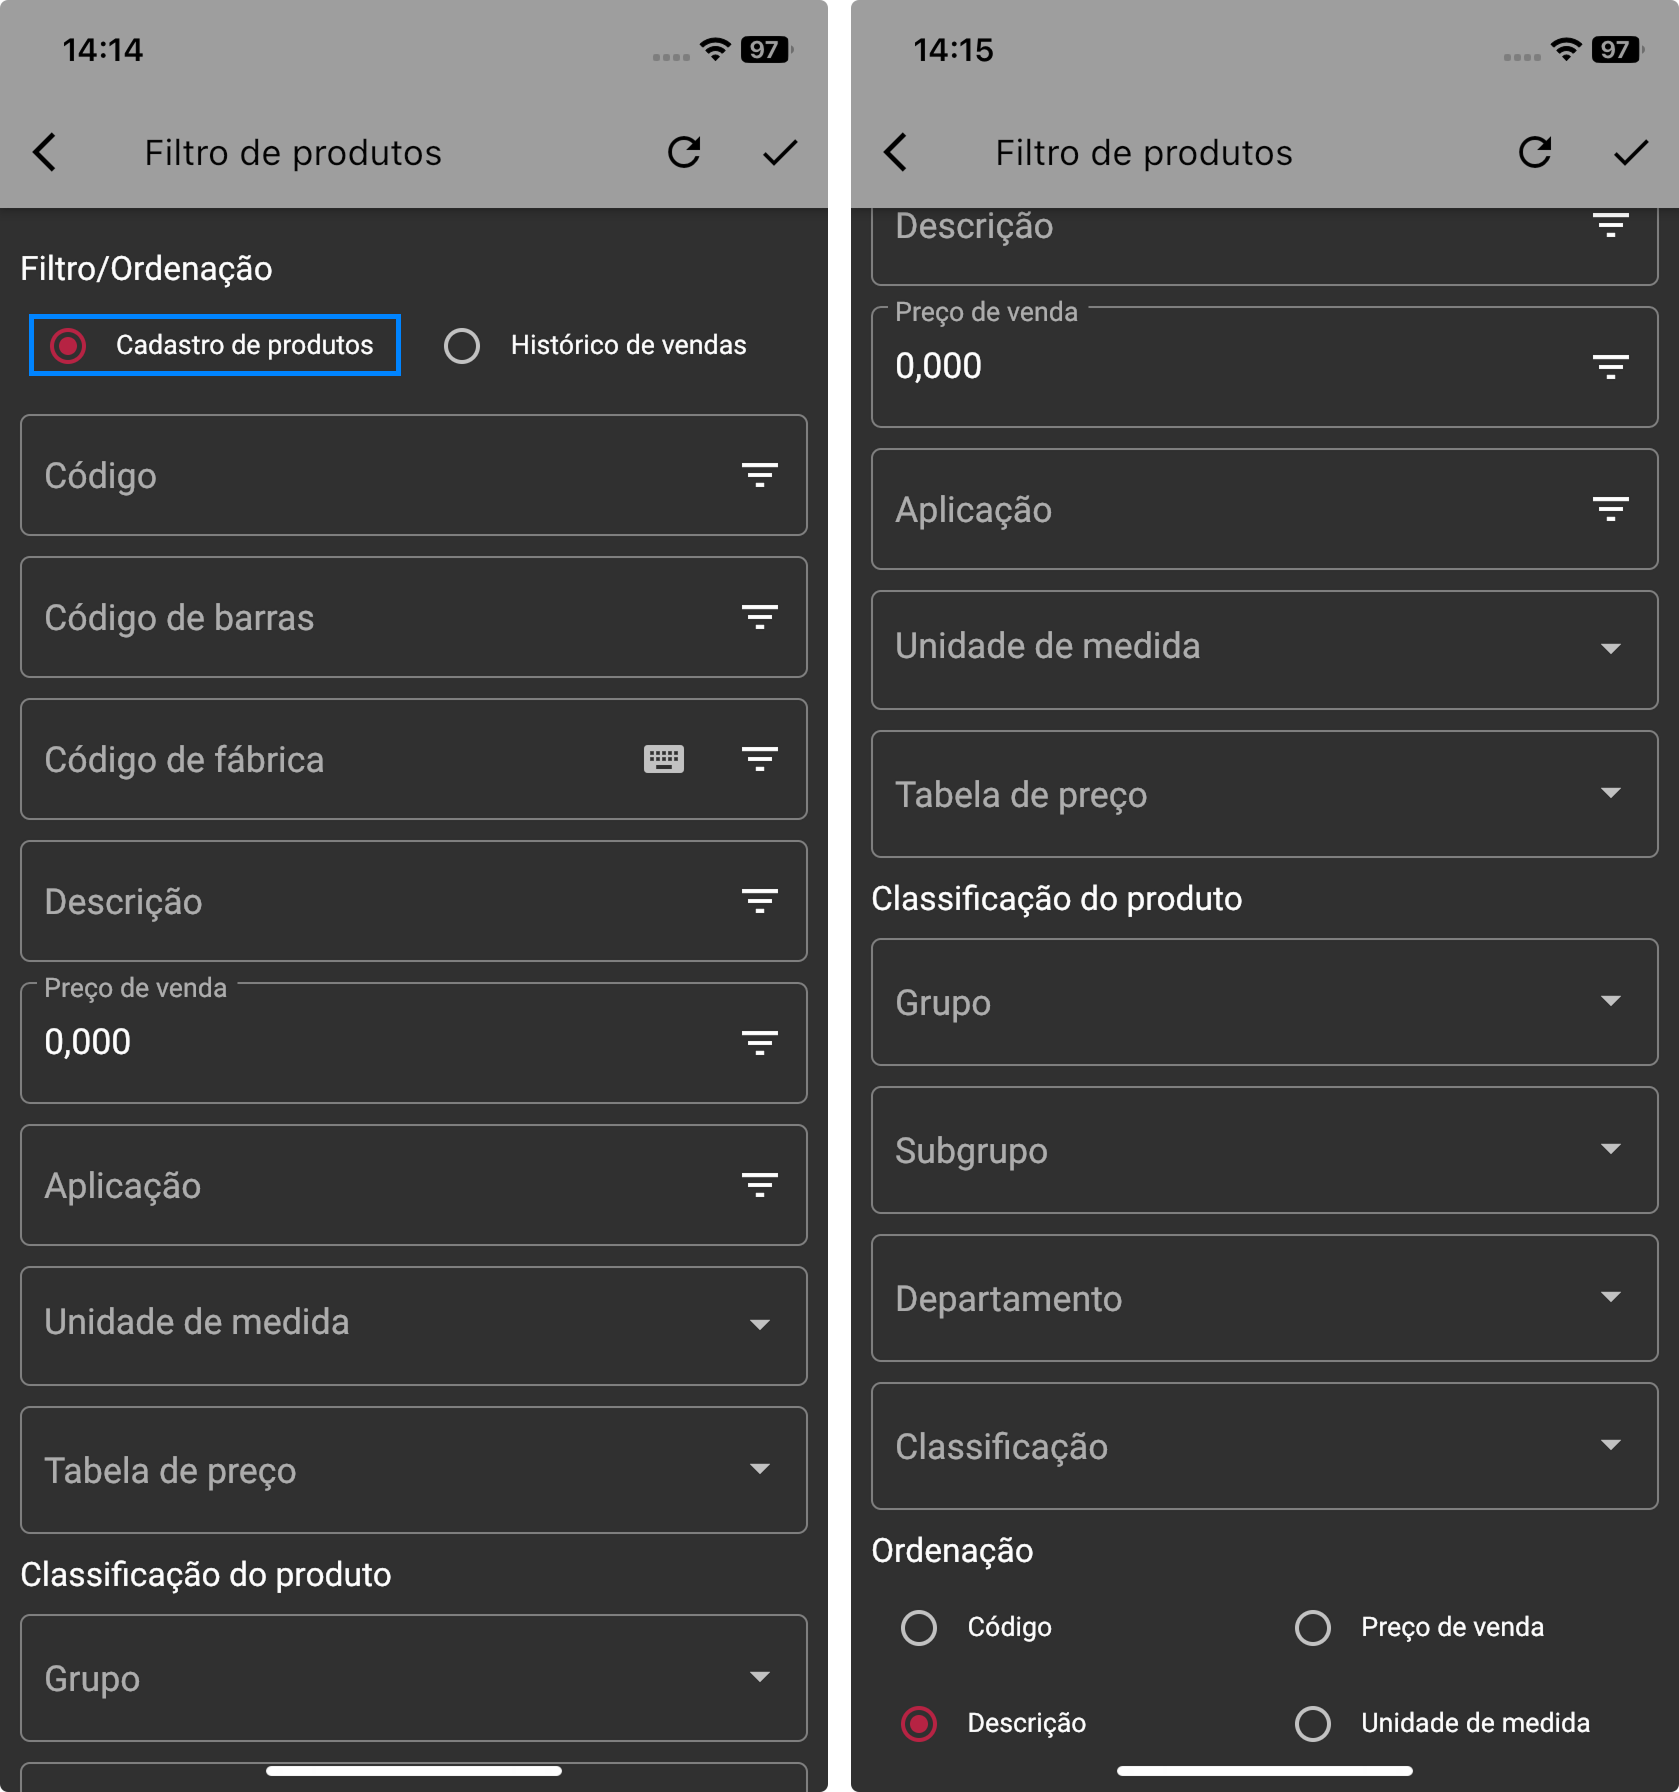 14:14
97
Filtro de produtos
Filtro/Ordenação
Cadastro de produtos
Histórico de vendas
Código
Código de barras
Código de fábrica
Descrição
Preço de venda
0,000
Aplicação
Unidade de medida
Tabela de preço
Classificação do produto
Grupo
14:15
97
Filtro de produtos
Descrição
Preço de venda
0,000
Aplicação
Unidade de medida
Tabela de preço
Classificação do produto
Grupo
Subgrupo
Departamento
Classificação
Ordenação
Código
Preço de venda
Descrição
Unidade de medida